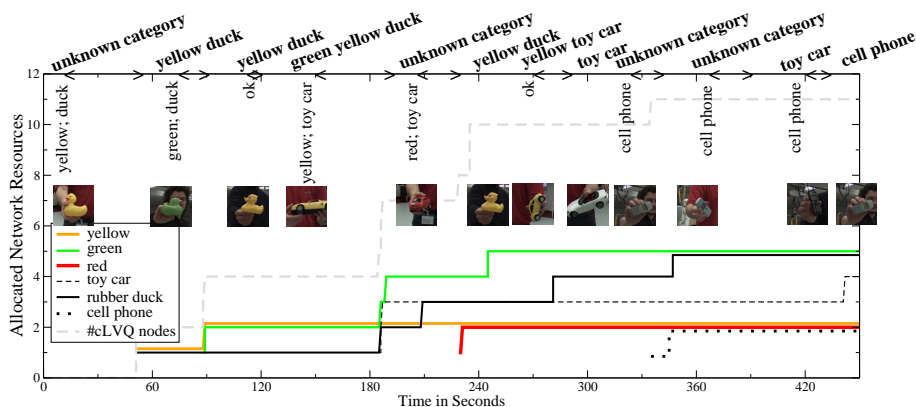 unknown category
yellow duck
yellow duck
green yellow duck
unknown category
yellow duck
yellow toy car
toy car
unknown category
unknown category
toy car
cell phone
yellow; duck
green; duck
ok
yellow; toy car
red; toy car
ok
cell phone
cell phone
cell phone
Allocated Network Resources
12
10
8
6
4
2
0
yellow
green
red
toy car
rubber duck
cell phone
#cLVQ nodes
0 60 120 180 240 300 360 420
Time in Seconds